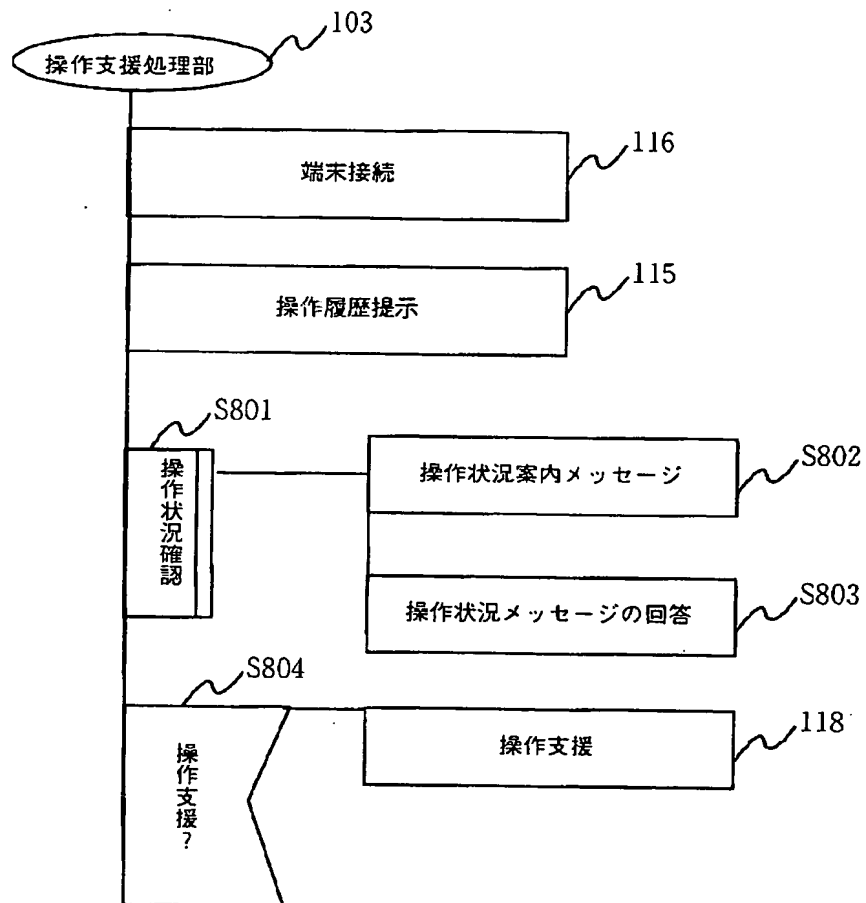 103
操作支援処理部
116
端末接続
115
操作履歴提示
S801
操作状況確認
S802
操作状況案内メッセージ
S803
操作状況メッセージの回答
S804
操作支援?
118
操作支援